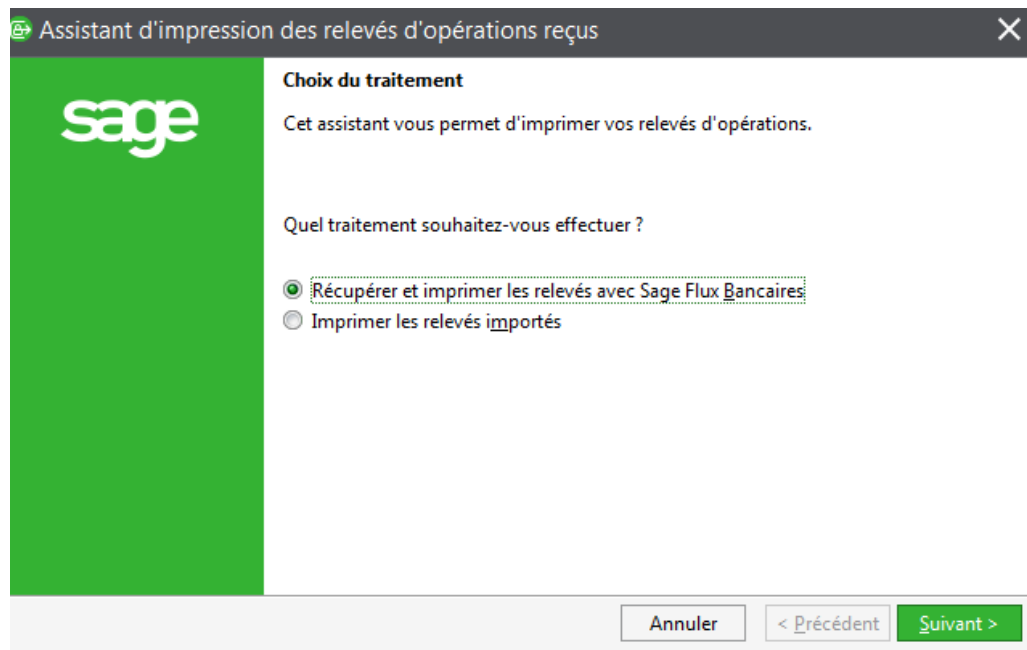 Assistant d'impression des relevés d'opérations reçus
sage
Choix du traitement
Cet assistant vous permet d'imprimer vos relevés d'opérations.
Quel traitement souhaitez-vous effectuer ?
Récupérer et imprimer les relevés avec Sage Flux Bancaires
Imprimer les relevés importés
Annuler
< Précédent
Suivant >